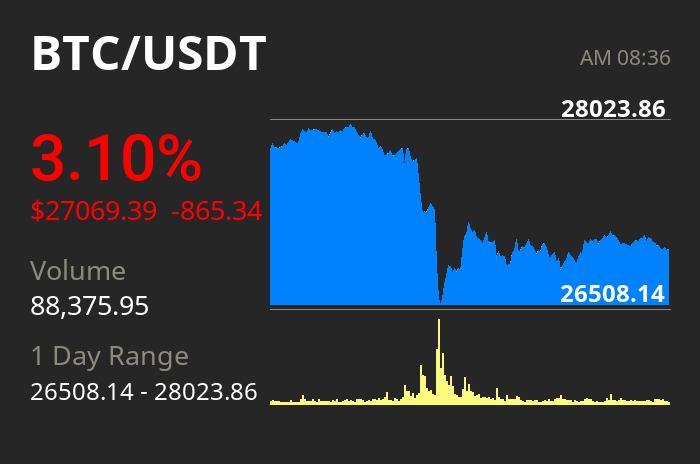 BTC/USDT
AM 08:36
28023.86
3.10%
$27069.39 -865.34
Volume
88,375.95
26508.14
1 Day Range
26508.14 - 28023.86